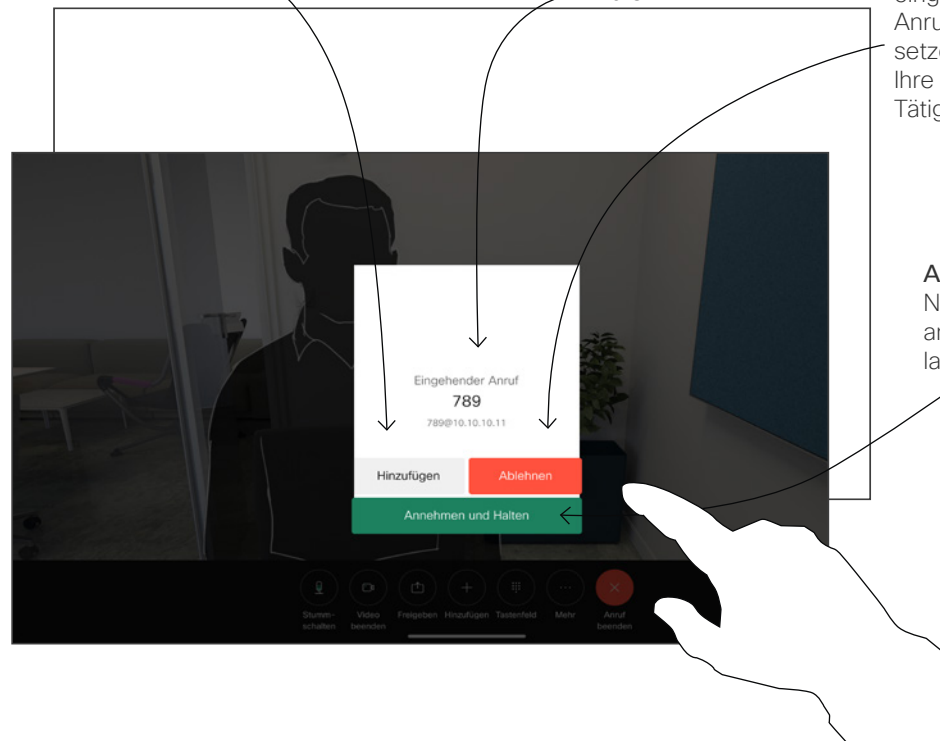 Anru
setze
Ihre
Tätig
A
N
ar
la
Eingehender Anruf
789
789@10.10.10.11
Hinzufügen
Ablehnen
Annehmen und Halten
Stumm-
schalten
Video
beenden
Freigeben
Hinzufügen
Tastenfeld
Mehr
Anruf
beenden